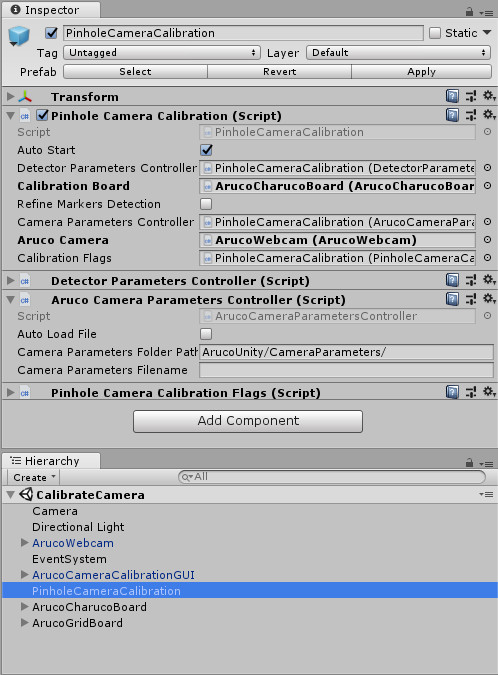 Inspector
PinholeCameraCalibration
Static
Tag Untagged Layer Default
Prefab Select Revert Apply
Transform
Pinhole Camera Calibration (Script)
Script PinholeCameraCalibration
Auto Start
Detector Parameters Controller PinholeCameraCalibration (DetectorParamete
Calibration Board ArucoCharucoBoard (ArucoCharucoBoar
Refine Markers Detection
Camera Parameters Controller PinholeCameraCalibration (ArucoCameraPara
Aruco Camera ArucoWebcam (ArucoWebcam)
Calibration Flags PinholeCameraCalibration (PinholeCameraCa
Detector Parameters Controller (Script)
Aruco Camera Parameters Controller (Script)
Script ArucoCameraParametersController
Auto Load File
Camera Parameters Folder Path ArucoUnity/CameraParameters/
Camera Parameters Filename
Pinhole Camera Calibration Flags (Script)
Add Component
Hierarchy
Create All
CalibrateCamera
Camera
Directional Light
ArucoWebcam
EventSystem
ArucoCameraCalibrationGUI
PinholeCameraCalibration
ArucoCharucoBoard
ArucoGridBoard